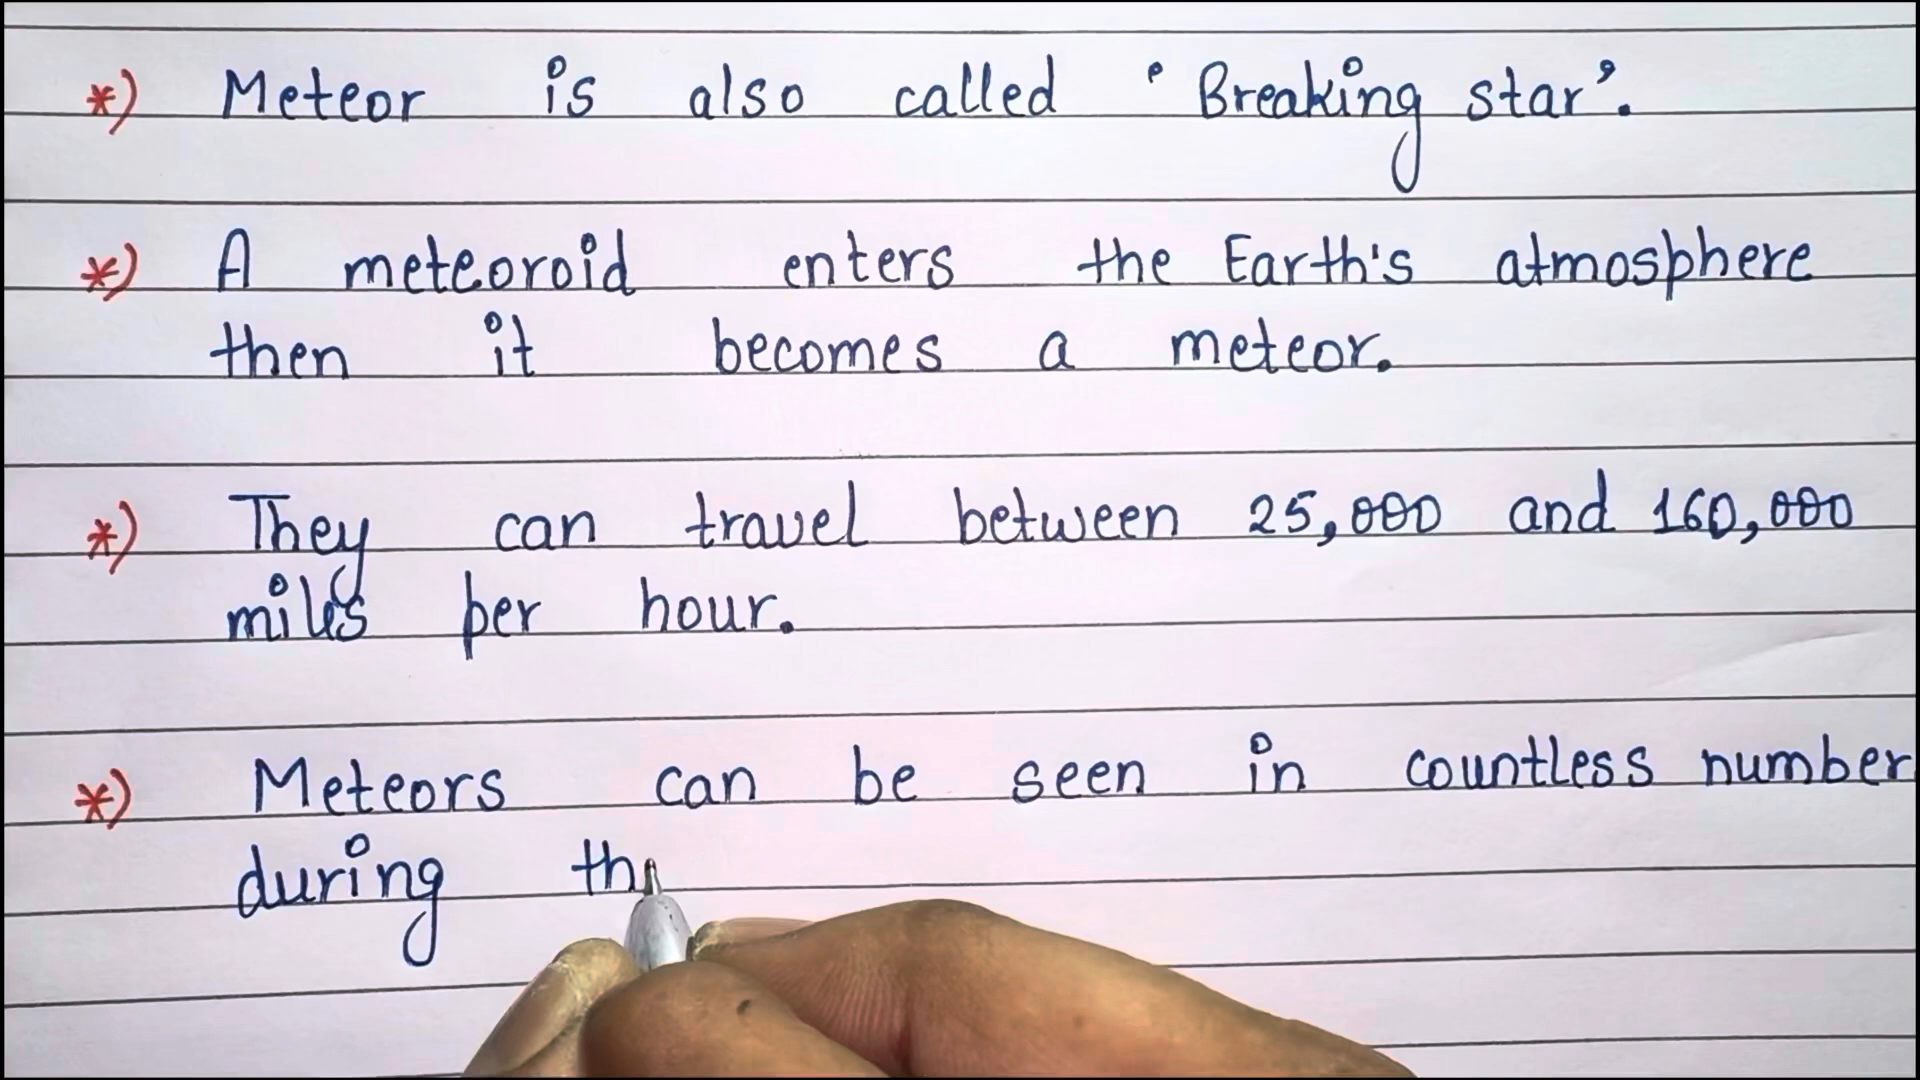 *) Meteor is also called 'Breaking star'.
*) A meteoroid enters the Earth's atmosphere
then it becomes a meteor.
*) They can travel between 25,000 and 160,000
miles per hour.
*) Meteors can be seen in countless number
during th